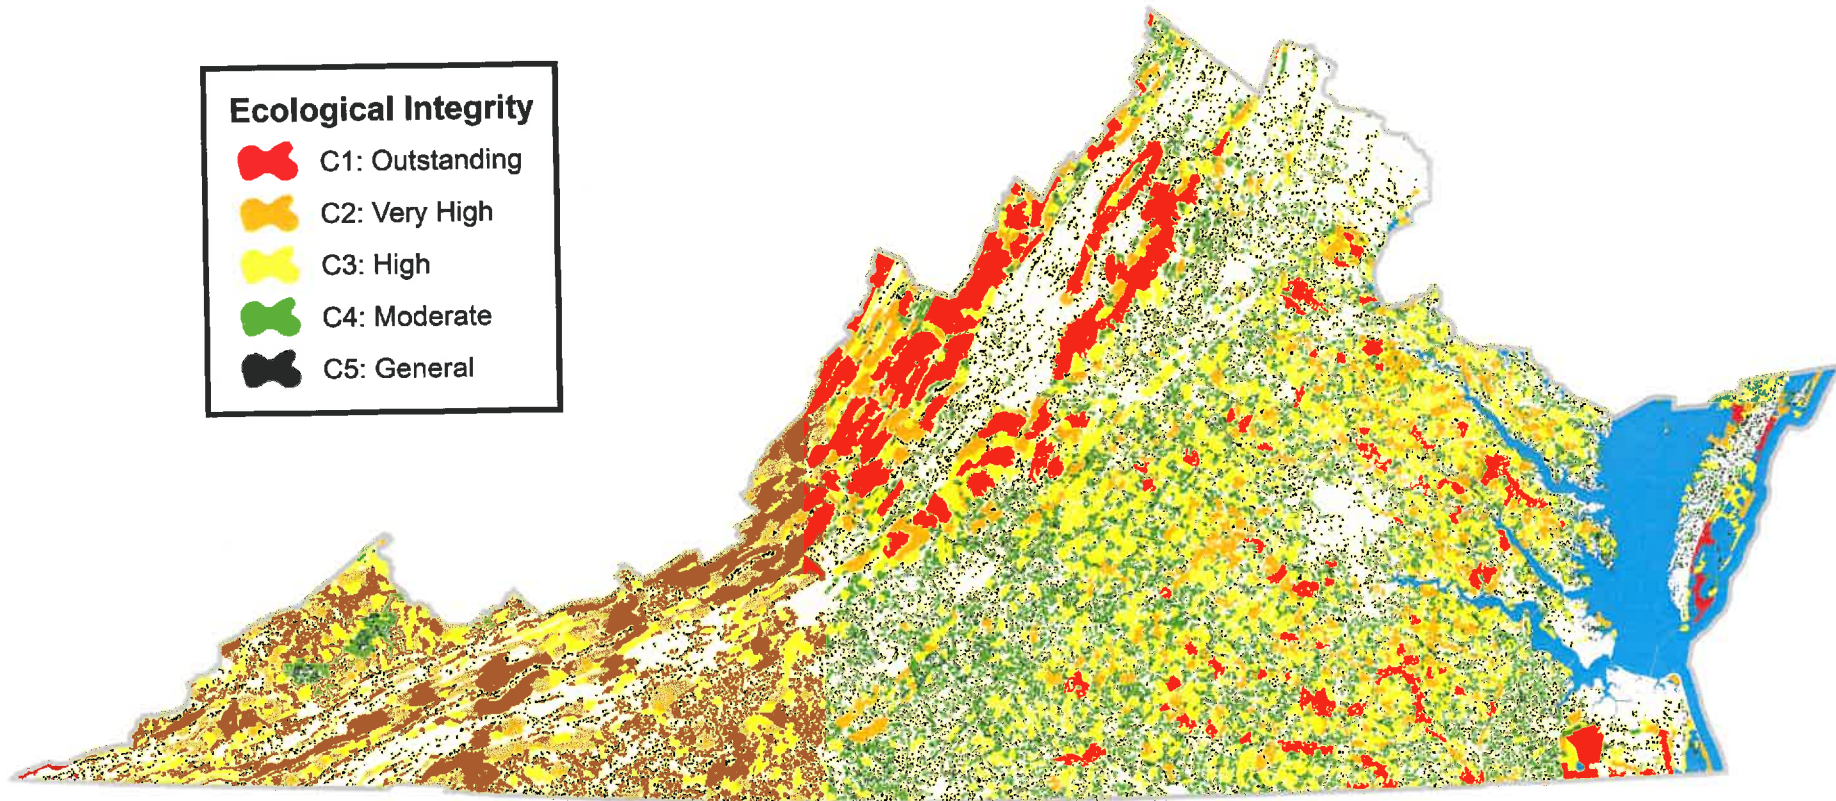 Ecological Integrity
C1: Outstanding
C2: Very High
C3: High
C4: Moderate
C5: General